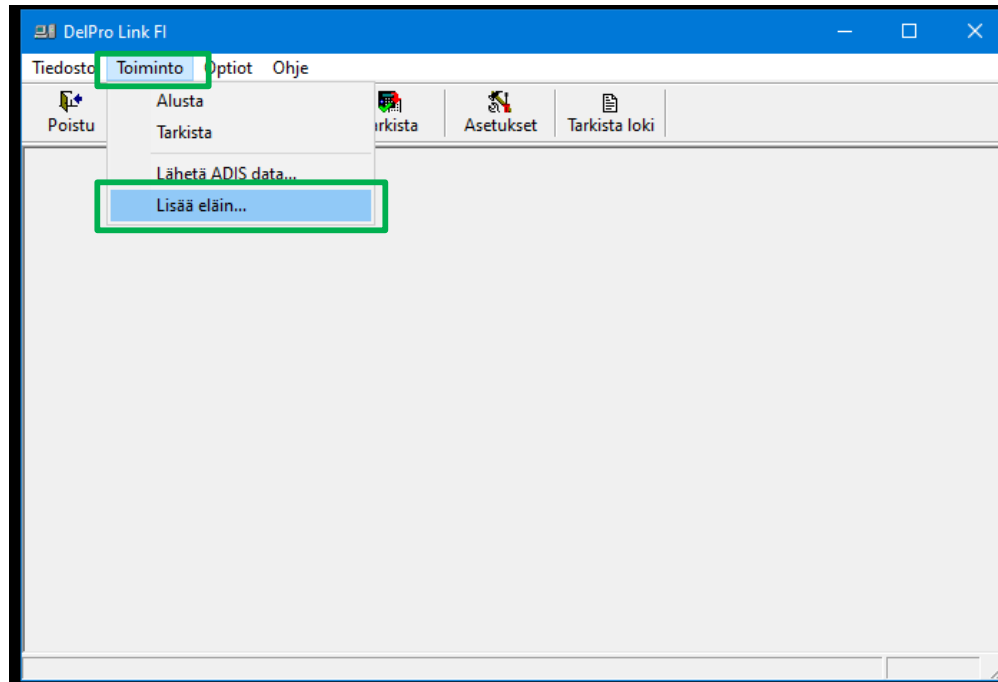 DelPro Link FI
Tiedosto Toiminto Optiot Ohje
Poistu Asetukset Tarkista loki
Alusta
Tarkista
Lähetä ADIS data...
Lisää eläin...